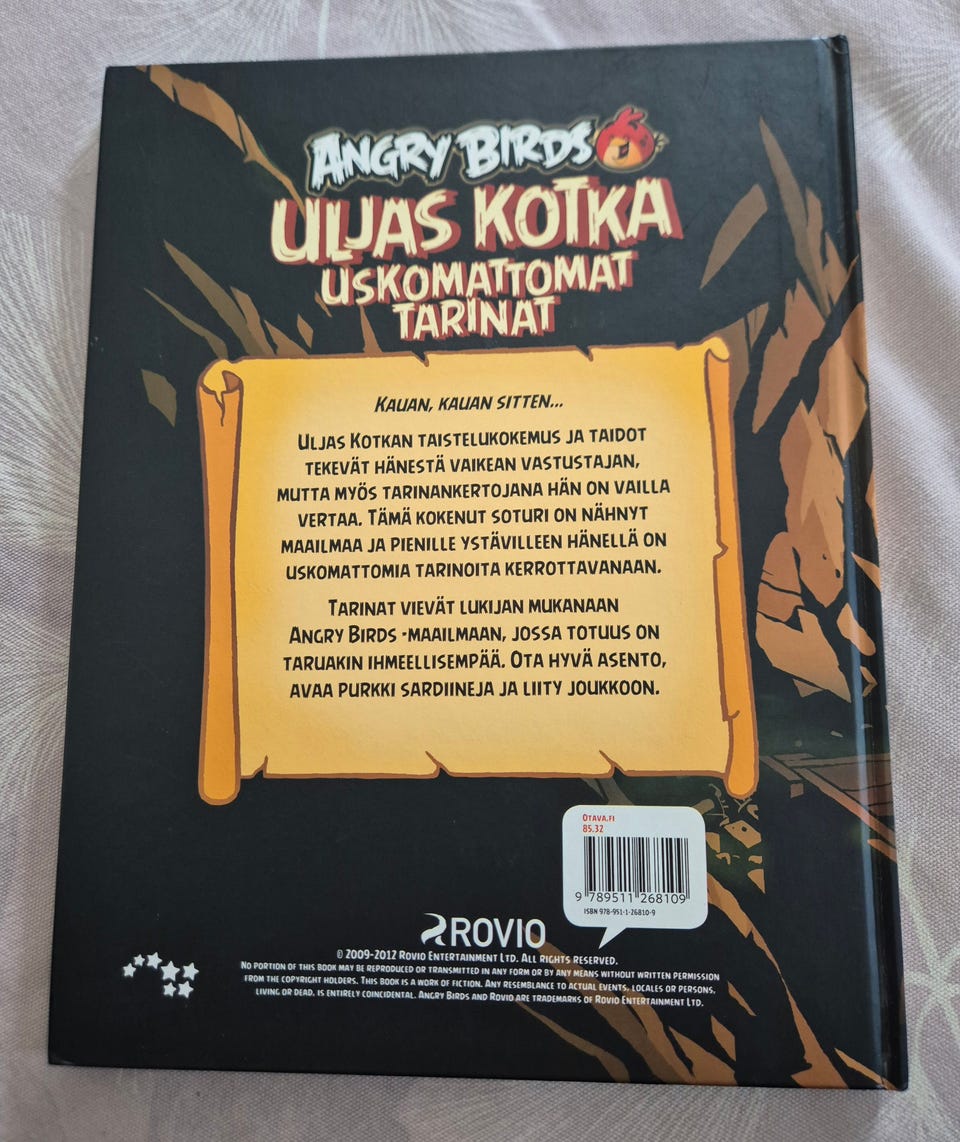 ANGRY BIRDS
ULJAS KOTKA
USKOMATTOMAT
TARINAT
KAUAN, KAUAN SITTEN...
ULJAS KOTKAN TAISTELUKOKEMUS JA TAIDOT
TEKEVÄT HÄNESTÄ VAIKEAN VASTUSTAJAN,
MUTTA MYÖS TARINANKERTOJANA HÄN ON VAILLA
VERTAA. TÄMÄ KOKENUT SOTURI ON NÄHNYT
MAAILMAA JA PIENILLE YSTÄVILLEEN HÄNELLÄ ON
USKOMATTOMIA TARINOITA KERROTTAVANAAN.
TARINAT VIEVÄT LUKIJAN MUKANAAN
ANGRY BIRDS -MAAILMAAN, JOSSA TOTUUS ON
TARUAKIN IHMEELLISEMPÄÄ. OTA HYVÄ ASENTO,
AVAA PURKKI SARDIINEJA JA LIITY JOUKKOON.
OTAVA.FI
85.32
9 789511 268109
ISBN 978-951-1-26810-9
ROVIO
© 2009-2012 ROVIO ENTERTAINMENT LTD. ALL RIGHTS RESERVED.
NO PORTION OF THIS BOOK MAY BE REPRODUCED OR TRANSMITTED IN ANY FORM OR BY ANY MEANS WITHOUT WRITTEN PERMISSION
FROM THE COPYRIGHT HOLDERS. THIS BOOK IS A WORK OF FICTION. ANY RESEMBLANCE TO ACTUAL EVENTS, LOCALES OR PERSONS,
LIVING OR DEAD, IS ENTIRELY COINCIDENTAL. ANGRY BIRDS AND ROVIO ARE TRADEMARKS OF ROVIO ENTERTAINMENT LTD.